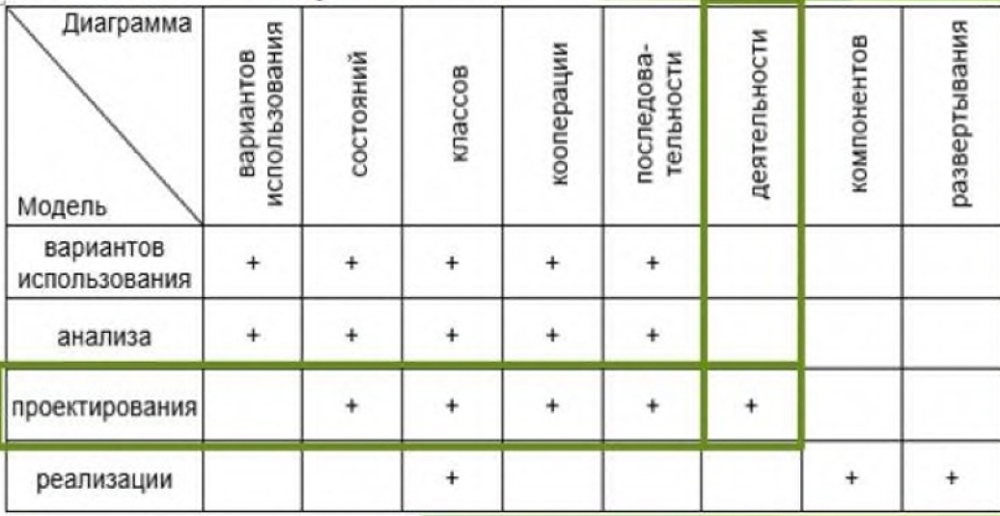 Диаграмма
Модель
вариантов
использования
состояний
классов
кооперации
последова-
тельности
деятельности
компонентов
развертывания
вариантов
использования
+ + + + +
анализа + + + + +
проектирования + + + + +
реализации + + +